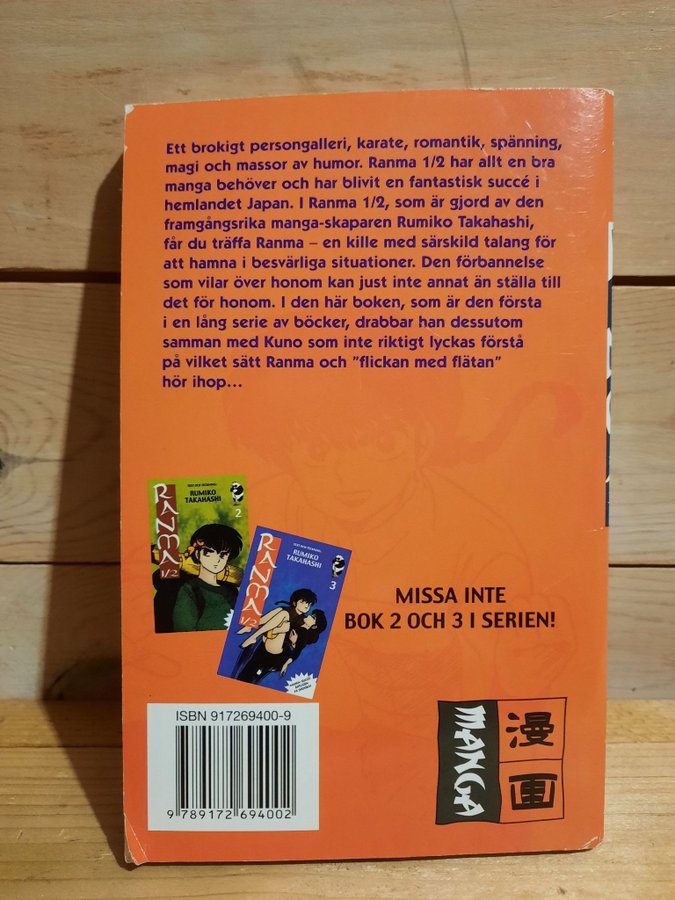 Ett brokigt persongalleri, karate, romantik, spänning,
magi och massor av humor. Ranma 1/2 har allt en bra
manga behöver och har blivit en fantastisk succé i
hemlandet Japan. I Ranma 1/2, som är gjord av den
framgångsrika manga-skaparen Rumiko Takahashi,
får du träffa Ranma – en kille med särskild talang för
att hamna i besvärliga situationer. Den förbannelse
som vilar över honom kan just inte annat än ställa till
det för honom. I den här boken, som är den första
i en lång serie av böcker, drabbar han dessutom
samman med Kuno som inte riktigt lyckas förstå
på vilket sätt Ranma och ”flickan med flätan”
hör ihop...
RUMIKO
TAKAHASHI
2
RANMA
1/2
RUMIKO
TAKAHASHI
3
RANMA
1/2
MISSA INTE
BOK 2 OCH 3 I SERIEN!
ISBN 917269400-9
9 789172 694002
MANGA
漫
画